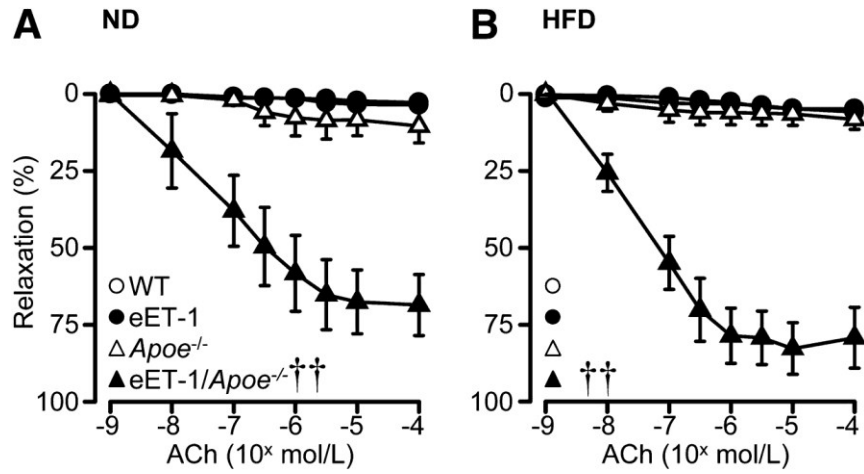 A ND
B HFD
Relaxation (%)
0
25
50
75
100
WT
eET-1
Apoe-/-
eET-1/Apoe-/-††
-9 -8 -7 -6 -5 -4
ACh (10ˣ mol/L)
0
25
50
75
100
††
-9 -8 -7 -6 -5 -4
ACh (10ˣ mol/L)